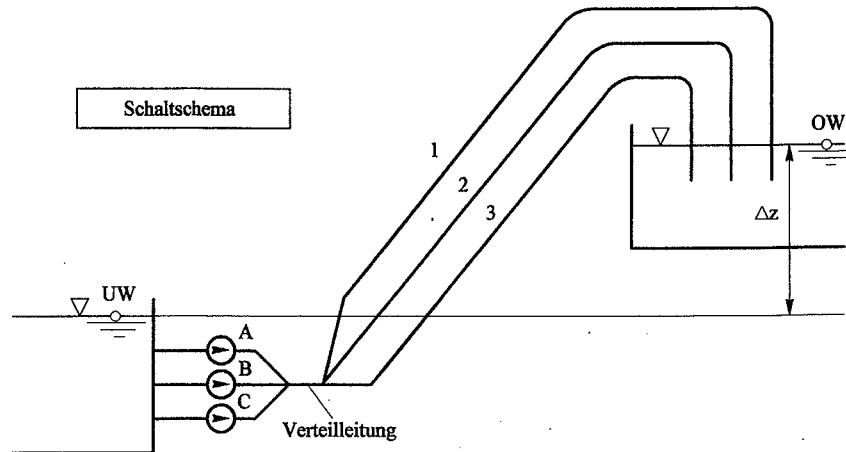 Schaltschema
1
2
3
OW
Δz
UW
A
B
C
Verteilleitung